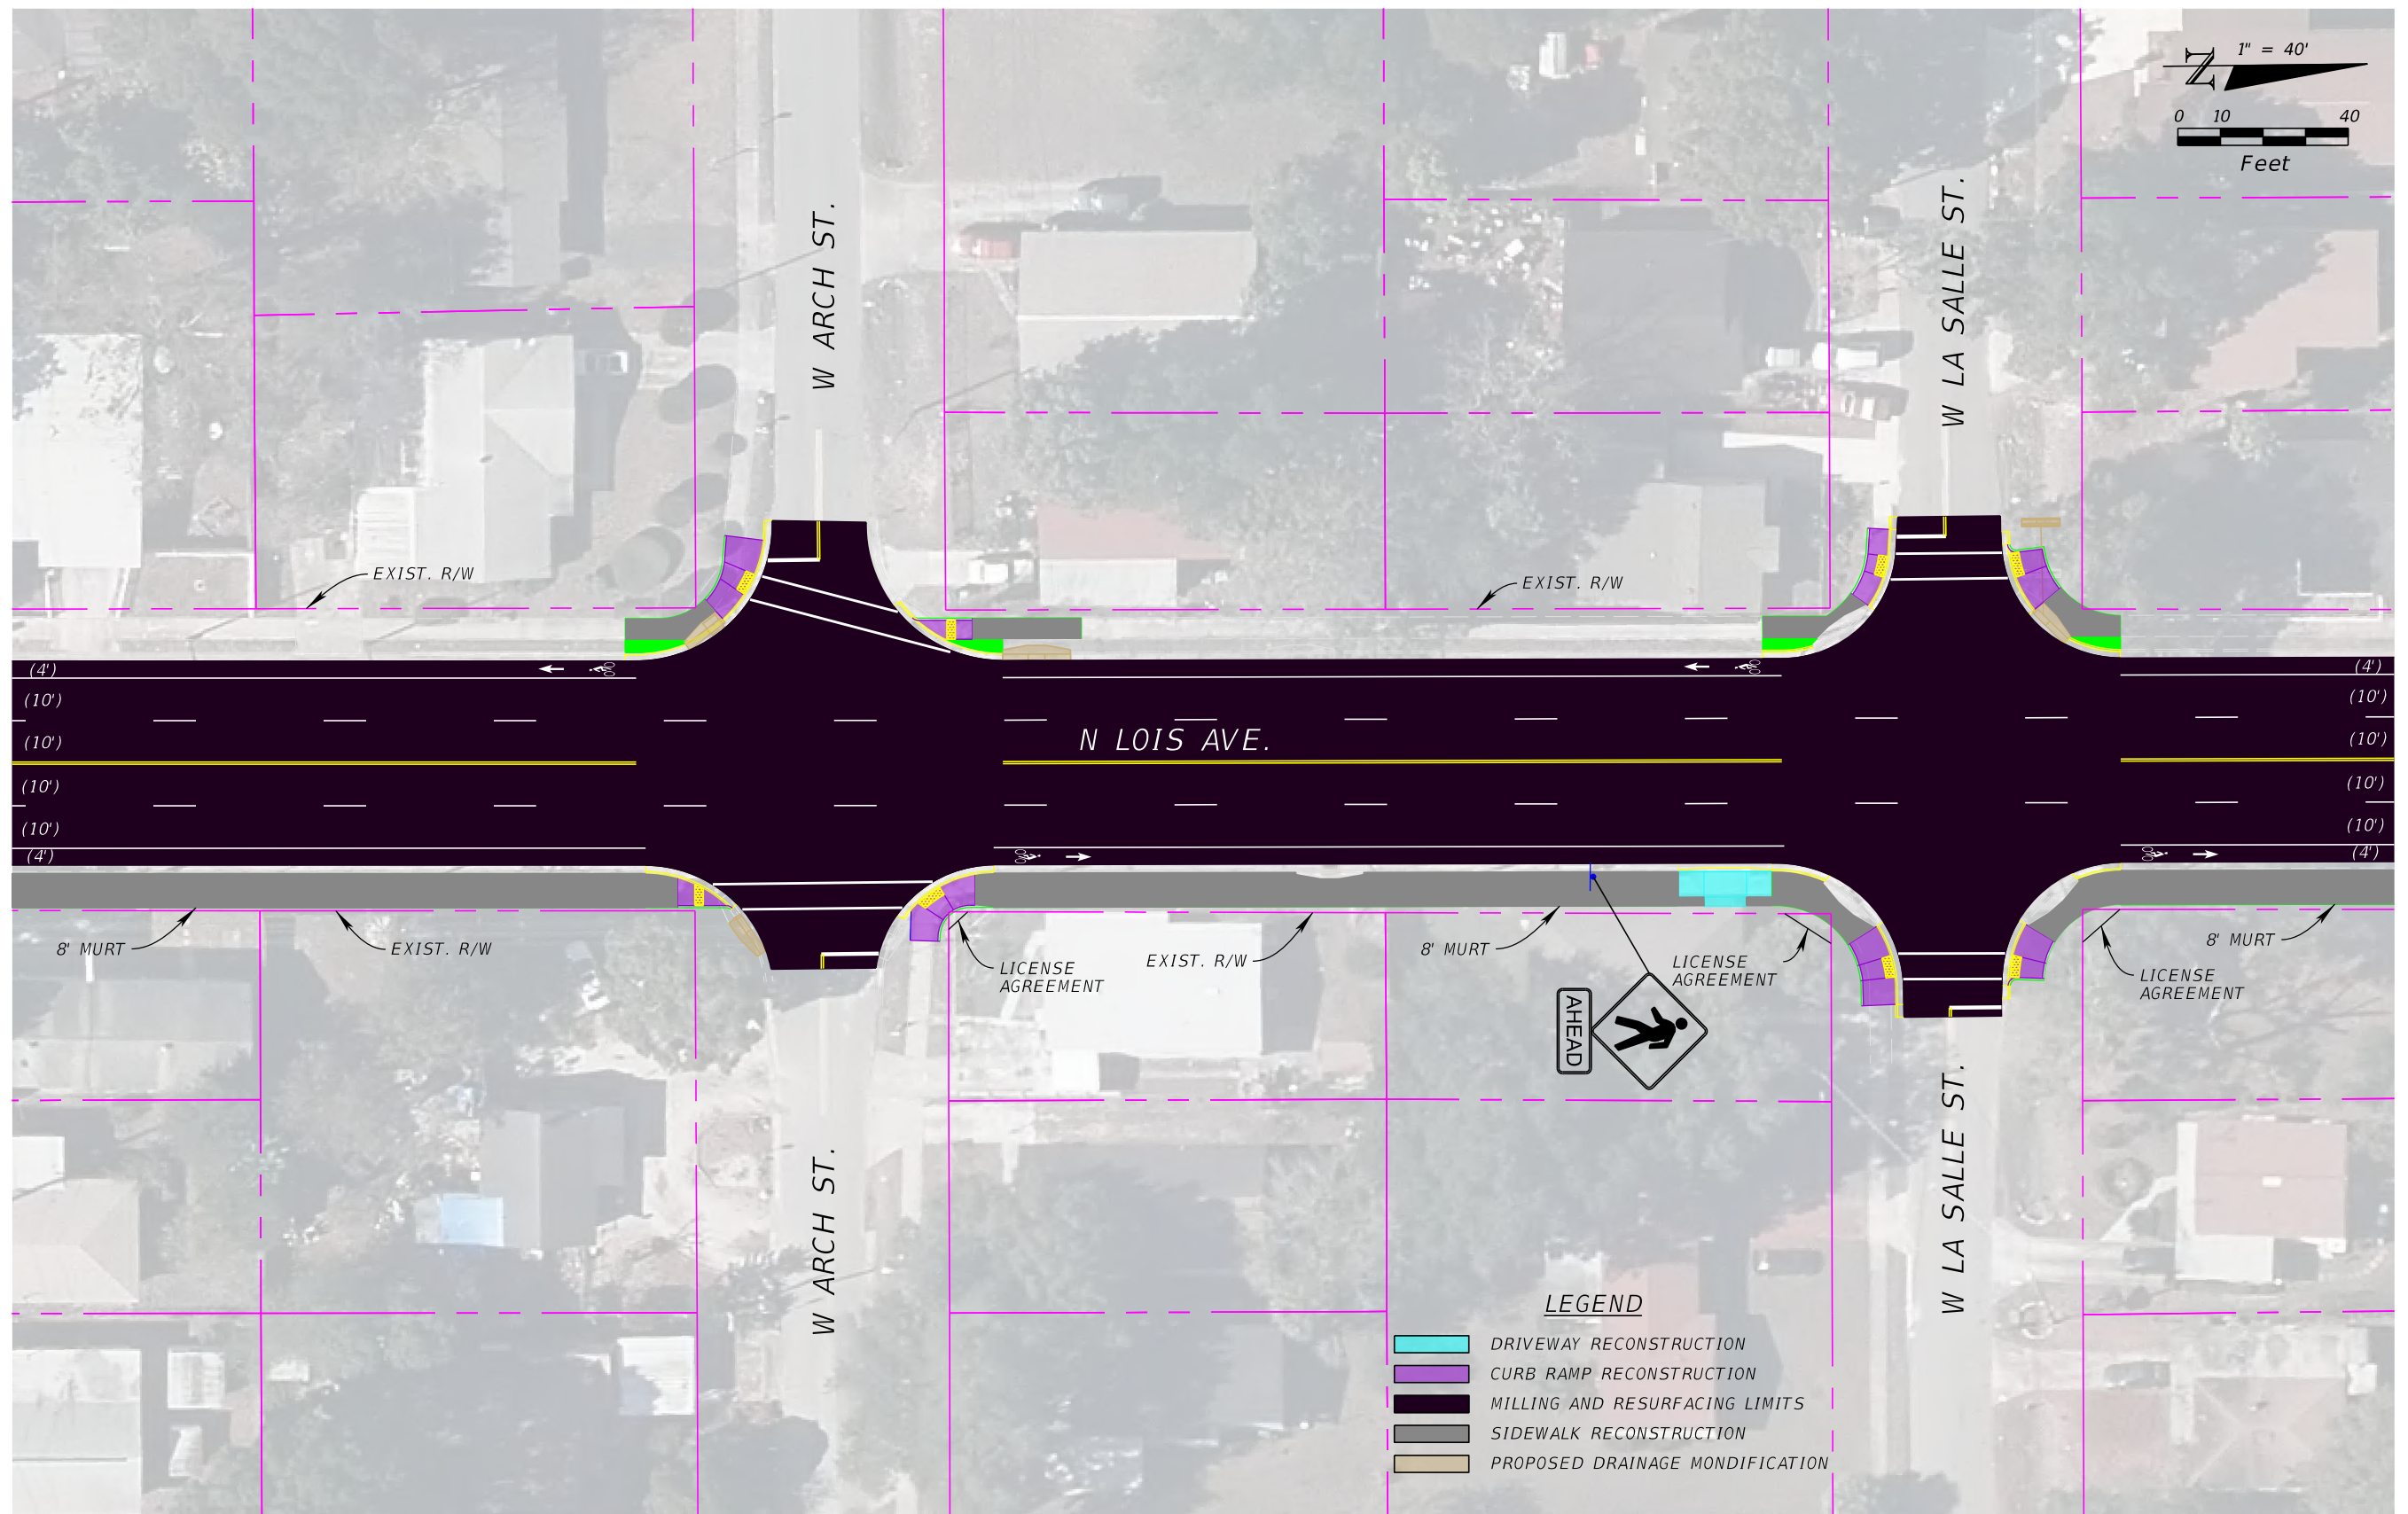 N
1" = 40'
0 10 40
Feet
W ARCH ST.
W LA SALLE ST.
EXIST. R/W
EXIST. R/W
(4')
(10')
(10')
(10')
(10')
(4')
N LOIS AVE.
(4')
(10')
(10')
(10')
(10')
(4')
8' MURT
EXIST. R/W
LICENSE
AGREEMENT
EXIST. R/W
8' MURT
LICENSE
AGREEMENT
8' MURT
LICENSE
AGREEMENT
AHEAD
W ARCH ST.
W LA SALLE ST.
LEGEND
DRIVEWAY RECONSTRUCTION
CURB RAMP RECONSTRUCTION
MILLING AND RESURFACING LIMITS
SIDEWALK RECONSTRUCTION
PROPOSED DRAINAGE MONDIFICATION